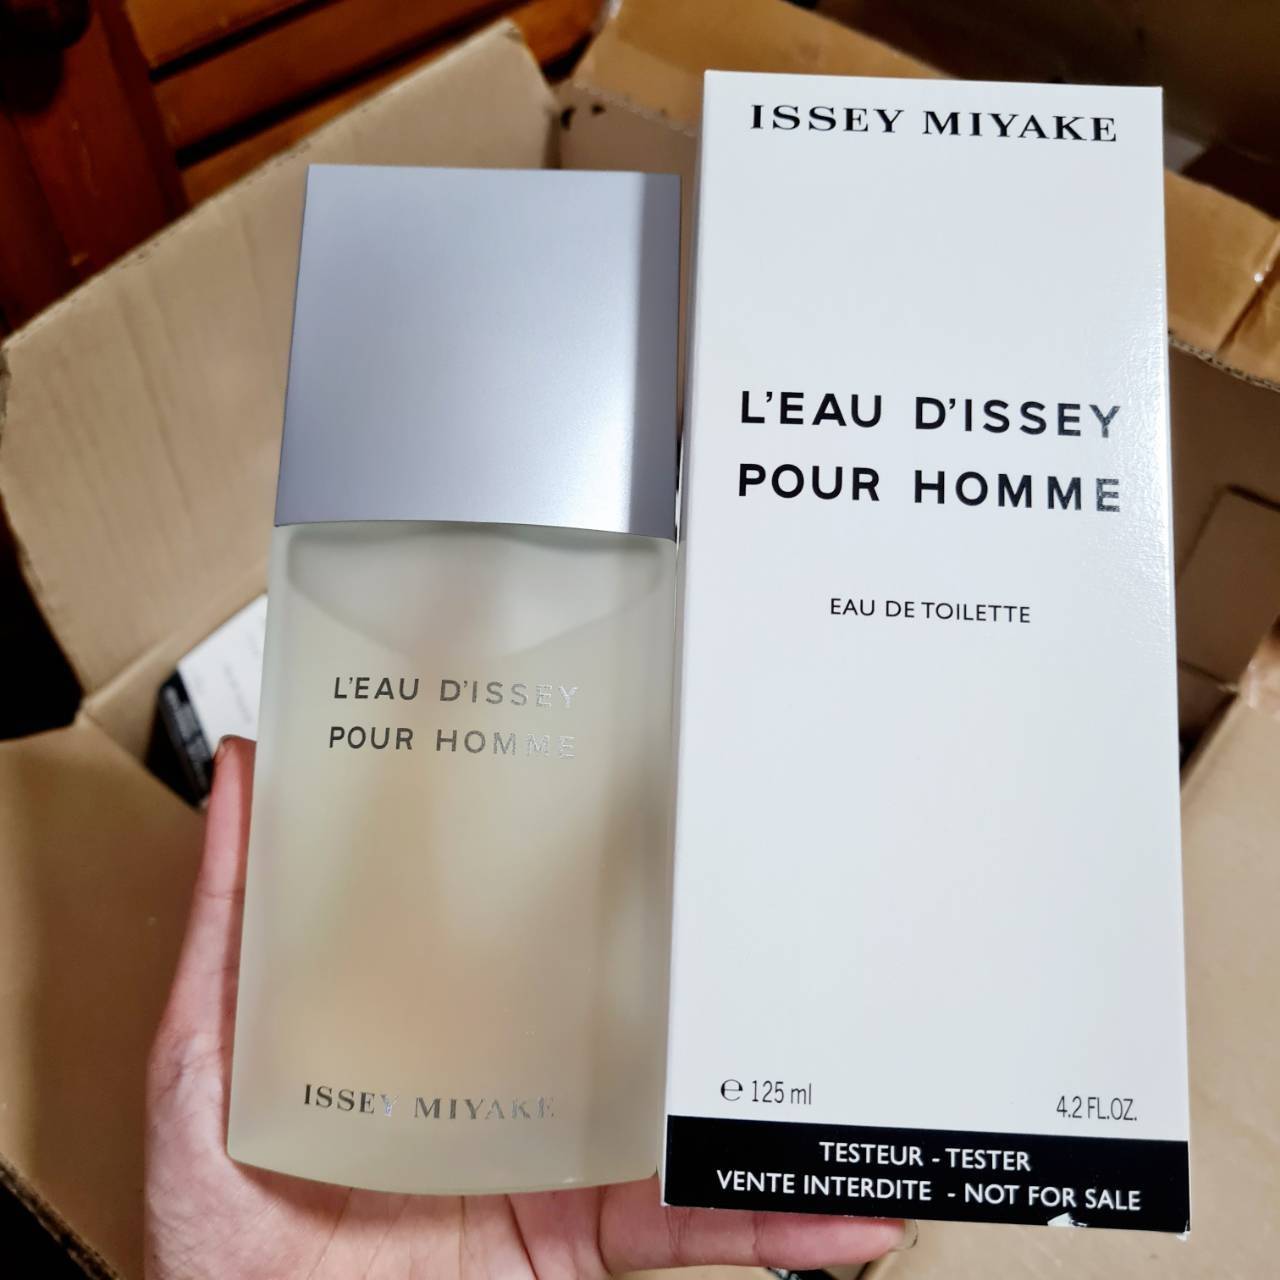 ISSEY MIYAKE
L'EAU D'ISSEY
POUR HOMME
EAU DE TOILETTE
℮ 125 ml
4.2 FL.OZ.
TESTEUR - TESTER
VENTE INTERDITE - NOT FOR SALE
L'EAU D'ISSEY
POUR HOMME
ISSEY MIYAKE